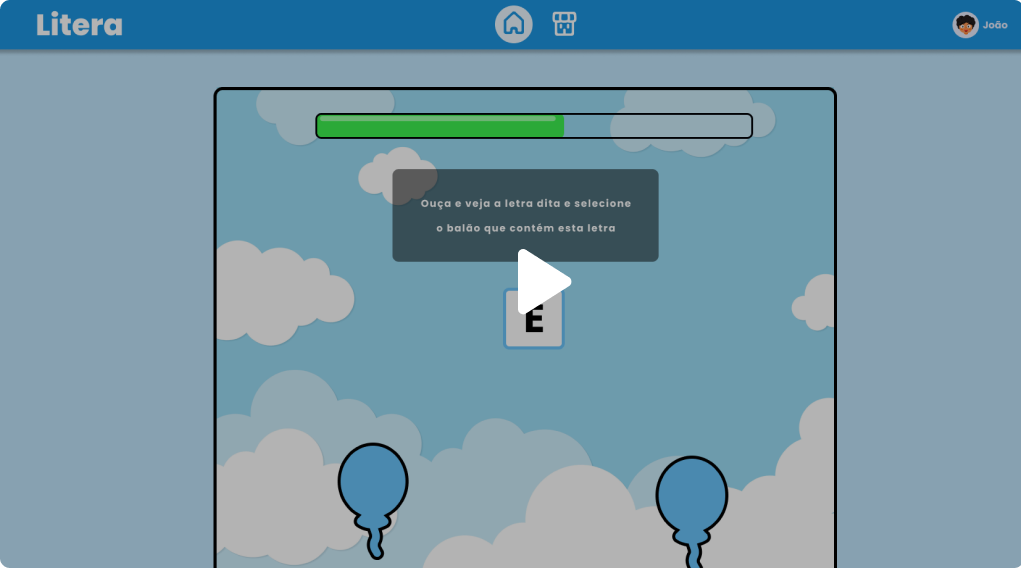 Litera
João
Ouça e veja a letra dita e selecione
o balão que contém esta letra
E